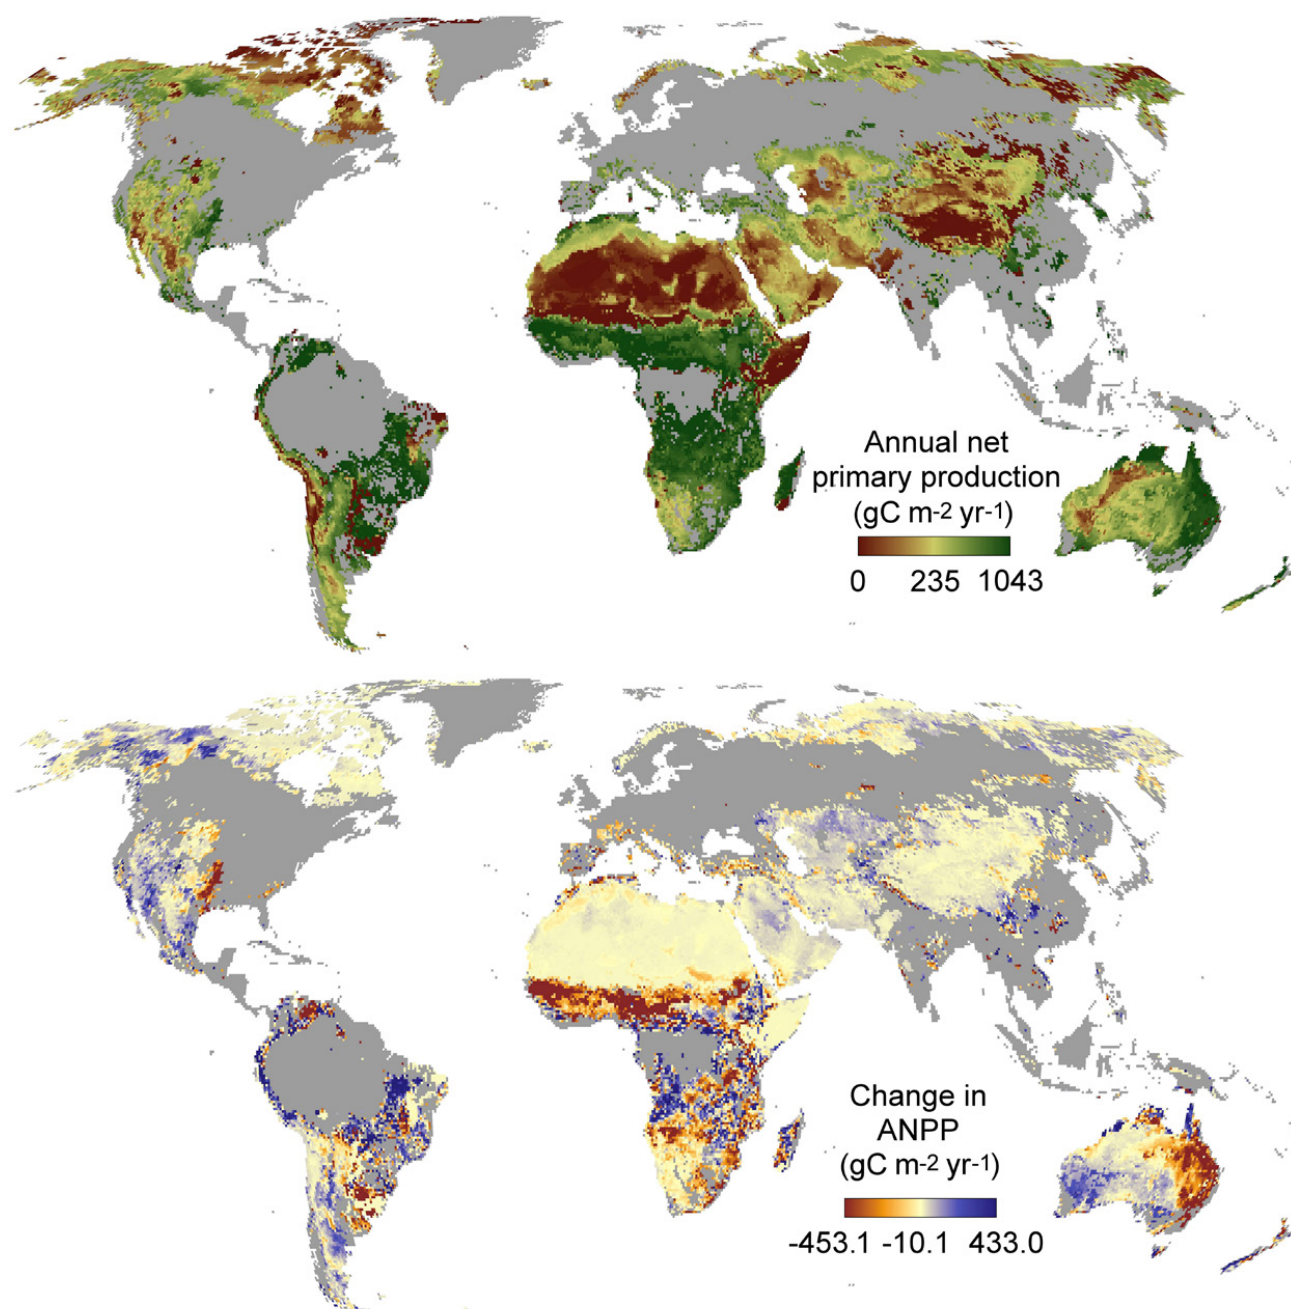 Annual net
primary production
(gC m-2 yr-1)
0 235 1043
Change in
ANPP
(gC m-2 yr-1)
-453.1 -10.1 433.0